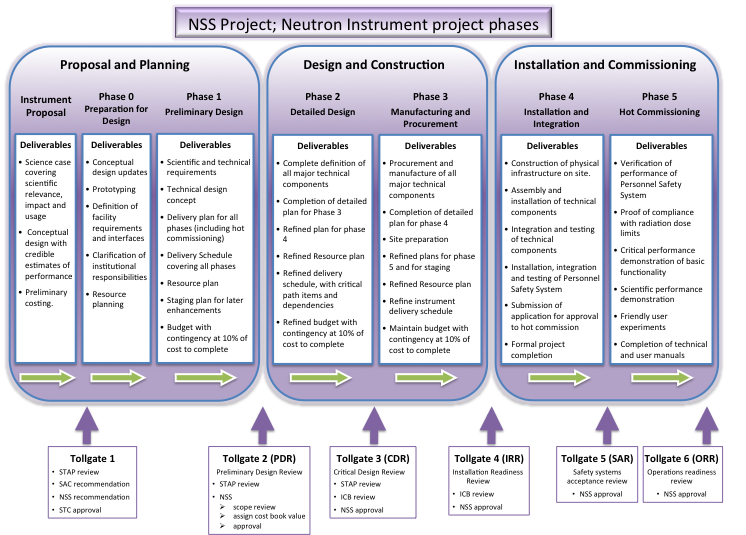 NSS Project; Neutron Instrument project phases
Proposal and Planning
Instrument
Proposal
Deliverables
• Science case
covering
scientific
relevance,
impact and
usage
• Conceptual
design with
credible
estimates of
performance
• Preliminary
costing.
Phase 0
Preparation for
Design
Deliverables
• Conceptual
design updates
• Prototyping
• Definition of
facility
requirements
and interfaces
• Clarification of
institutional
responsibilities
• Resource
planning
Phase 1
Preliminary Design
Deliverables
• Scientific and technical
requirements
• Technical design
concept
• Delivery plan for all
phases (including hot
commissioning)
• Delivery Schedule
covering all phases
• Resource plan
• Staging plan for later
enhancements
• Budget with
contingency at 10% of
cost to complete
Design and Construction
Phase 2
Detailed Design
Deliverables
• Complete definition of
all major technical
components
• Completion of detailed
plan for Phase 3
• Refined plan for phase
4
• Refined Resource plan
• Refined delivery
schedule, with critical
path items and
dependencies
• Refined budget with
contingency at 10% of
cost to complete
Phase 3
Manufacturing and
Procurement
Deliverables
• Procurement and
manufacture of all
major technical
components
• Completion of detailed
plan for phase 4
• Site preparation
• Refined plans for phase
5 and for staging
• Refined Resource plan
• Refine instrument
delivery schedule
• Maintain budget with
contingency at 10% of
cost to complete
Installation and Commissioning
Phase 4
Installation and
Integration
Deliverables
• Construction of physical
infrastructure on site.
• Assembly and
installation of technical
components
• Integration and testing
of technical
components
• Installation, integration
and testing of Personnel
Safety System
• Submission of
application for approval
to hot commission
• Formal project
completion
Phase 5
Hot Commissioning
Deliverables
• Verification of
performance of
Personnel Safety
System
• Proof of compliance
with radiation dose
limits
• Critical performance
demonstration of basic
functionality
• Scientific performance
demonstration
• Friendly user
experiments
• Completion of technical
and user manuals
Tollgate 1
• STAP review
• SAC recommendation
• NSS recommendation
• STC approval
Tollgate 2 (PDR)
Preliminary Design Review
• STAP review
• NSS
➢ scope review
➢ assign cost book value
➢ approval
Tollgate 3 (CDR)
Critical Design Review
• STAP review
• ICB review
• NSS approval
Tollgate 4 (IRR)
Installation Readiness
Review
• ICB review
• NSS approval
Tollgate 5 (SAR)
Safety systems
acceptance review
• NSS approval
Tollgate 6 (ORR)
Operations readiness
review
• NSS approval